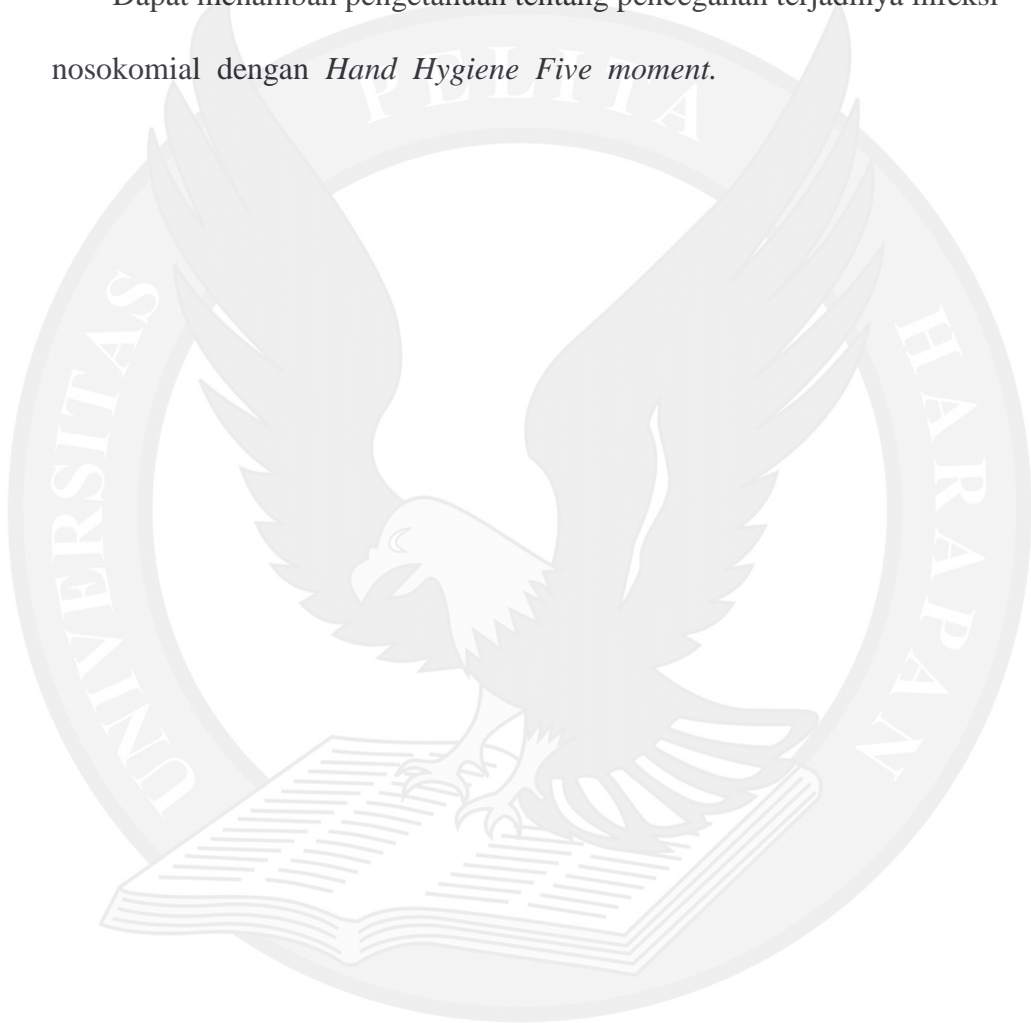 Dapat menambah pengetahuan tentang pencegahan terjadinya infeksi
nosokomial dengan Hand Hygiene Five moment.
UNIVERSITAS PELITA HARAPAN